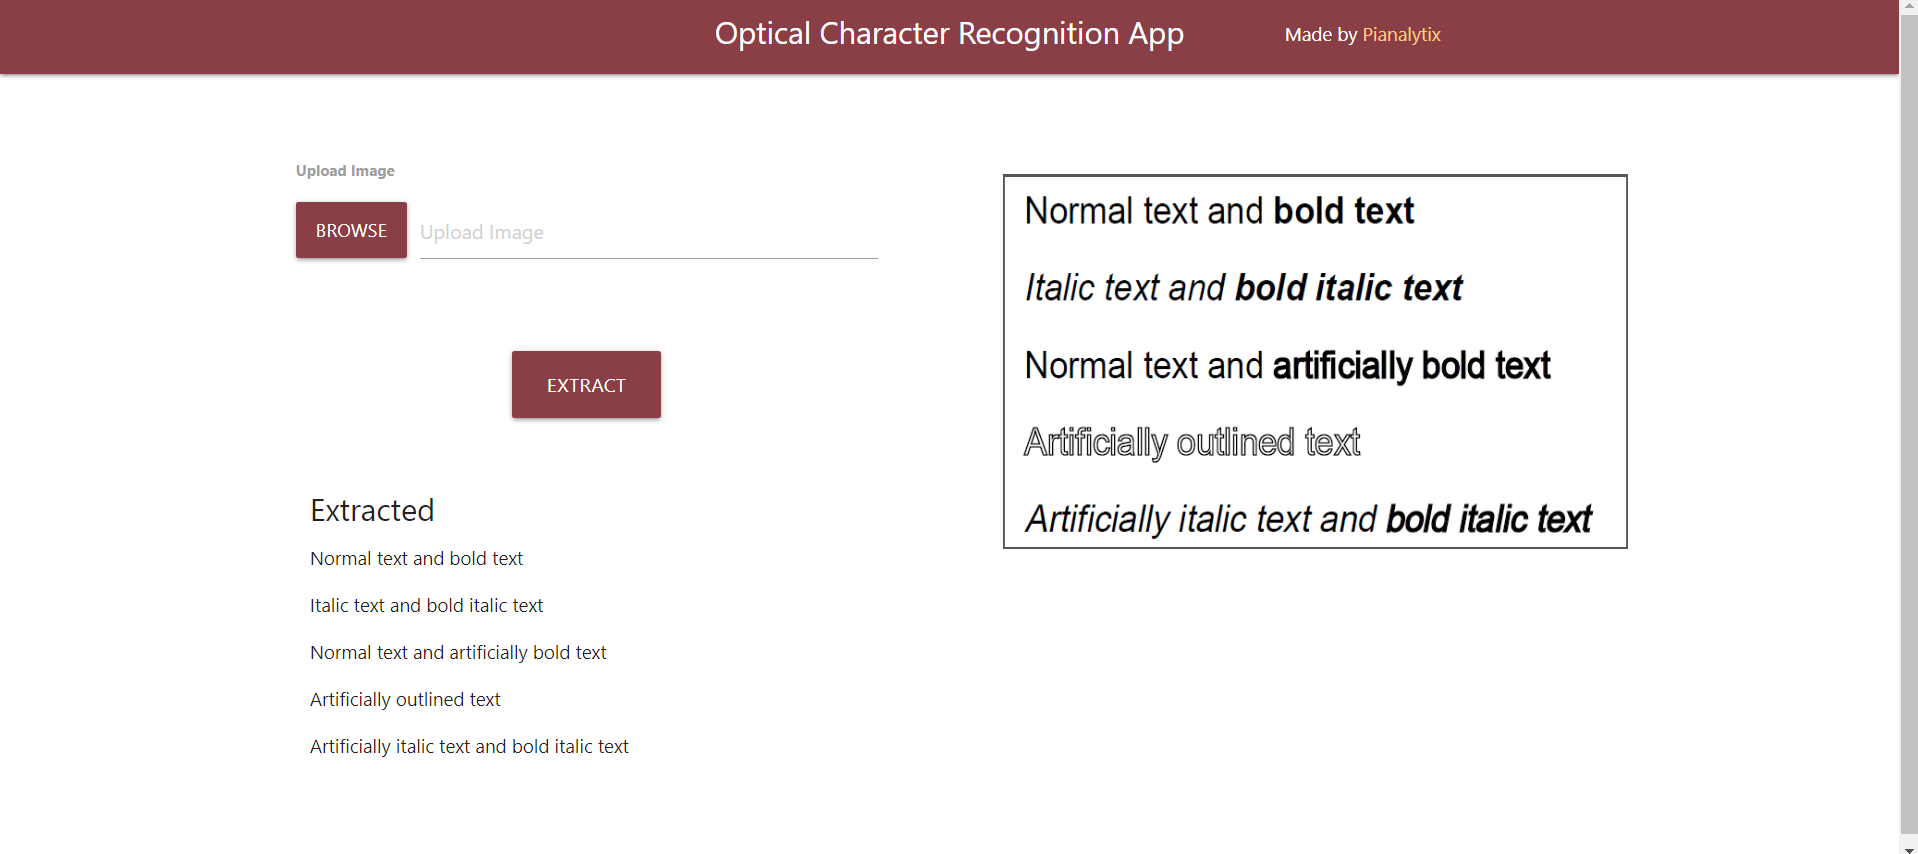 Optical Character Recognition App
Made by Pianalytix
Upload Image
BROWSE
Upload Image
EXTRACT
Extracted
Normal text and bold text
Italic text and bold italic text
Normal text and artificially bold text
Artificially outlined text
Artificially italic text and bold italic text
Normal text and bold text
Italic text and bold italic text
Normal text and artificially bold text
Artificially outlined text
Artificially italic text and bold italic text